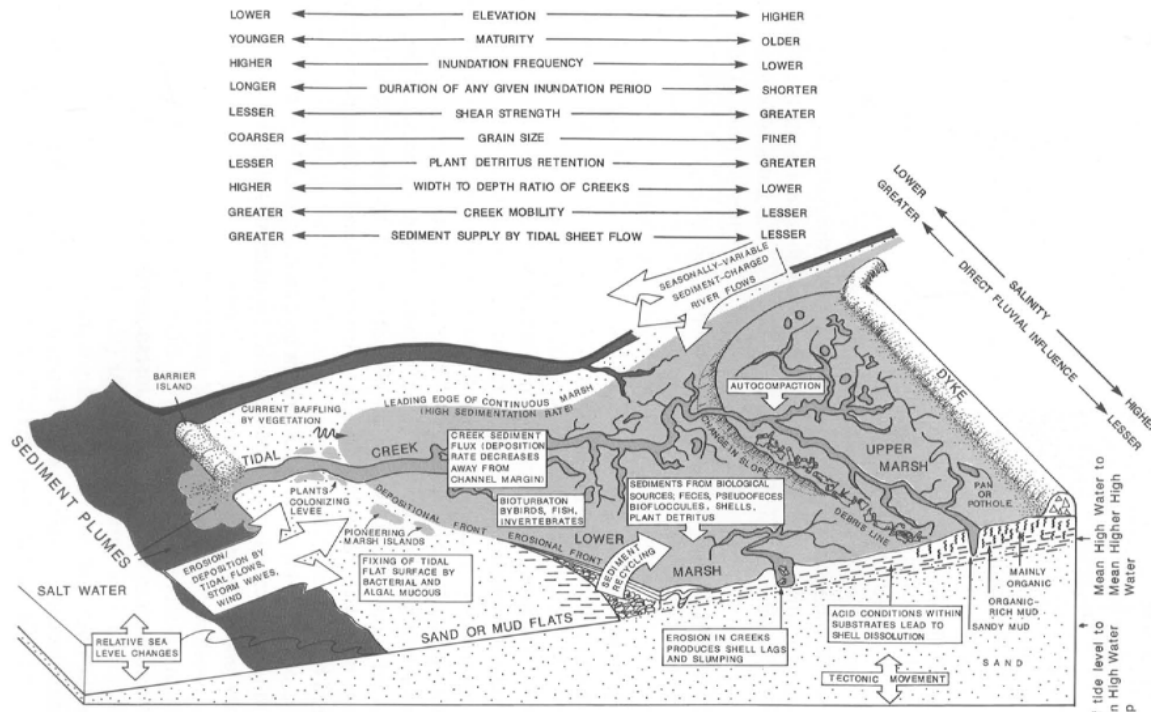 LOWER ELEVATION HIGHER
YOUNGER MATURITY OLDER
HIGHER INUNDATION FREQUENCY LOWER
LONGER DURATION OF ANY GIVEN INUNDATION PERIOD SHORTER
LESSER SHEAR STRENGTH GREATER
COARSER GRAIN SIZE FINER
LESSER PLANT DETRITUS RETENTION GREATER
HIGHER WIDTH TO DEPTH RATIO OF CREEKS LOWER
GREATER CREEK MOBILITY LESSER
GREATER SEDIMENT SUPPLY BY TIDAL SHEET FLOW LESSER
LOWER SALINITY HIGHER
GREATER DIRECT FLUVIAL INFLUENCE LESSER
SEASONALLY-VARIABLE
SEDIMENT-CHARGED
RIVER FLOWS
BARRIER
ISLAND
CURRENT BAFFLING
BY VEGETATION
LEADING EDGE OF CONTINUOUS MARSH
(HIGH SEDIMENTATION RATE)
AUTOCOMPACTION
DYKE
TIDAL CREEK
CREEK SEDIMENT
FLUX (DEPOSITION
RATE DECREASES
AWAY FROM
CHANNEL MARGIN)
CHANGE IN SLOPE
UPPER
MARSH
PAN
OR
POTHOLE
SEDIMENT PLUMES
PLANTS
COLONIZING
LEVEE
BIOTURBATON
BYBIRDS, FISH,
INVERTEBRATES
SEDIMENTS FROM BIOLOGICAL
SOURCES; FECES, PSEUDOFECES
BIOFLOCCULES, SHELLS,
PLANT DETRITUS
DEBRIS LINE
DEPOSITIONAL FRONT
EROSIONAL FRONT
PIONEERING
MARSH ISLANDS
LOWER
MARSH
EROSION/
DEPOSITION BY
TIDAL FLOWS,
STORM WAVES,
WIND
FIXING OF TIDAL
FLAT SURFACE BY
BACTERIAL AND
ALGAL MUCOUS
SEDIMENT
RECYCLING
SALT WATER
RELATIVE SEA
LEVEL CHANGES
SAND OR MUD FLATS
EROSION IN CREEKS
PRODUCES SHELL LAGS
AND SLUMPING
ACID CONDITIONS WITHIN
SUBSTRATES LEAD TO
SHELL DISSOLUTION
MAINLY
ORGANIC
ORGANIC-
RICH MUD
SANDY MUD
SAND
TECTONIC MOVEMENT
Mean High Water to
Mean Higher High
Water
tide level to
High Water